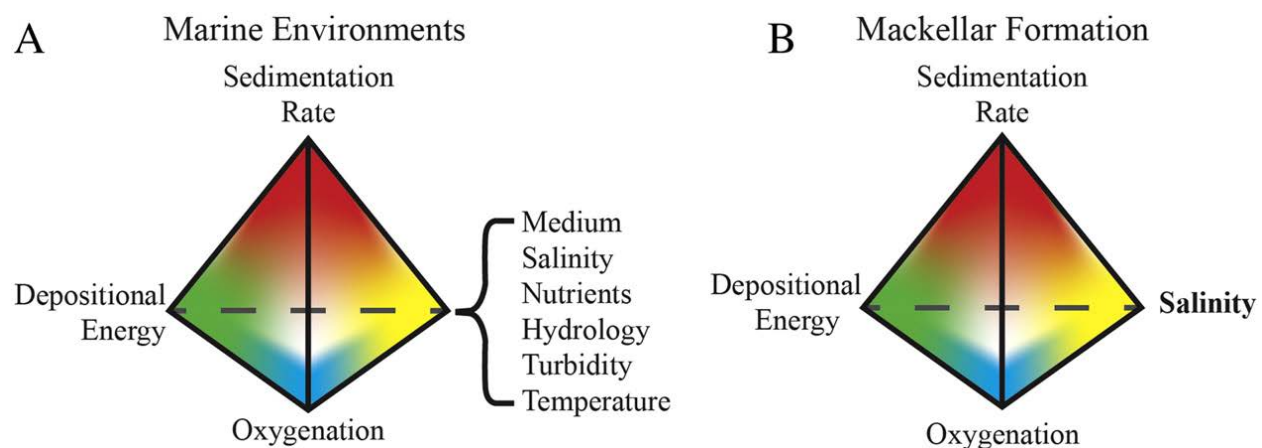 A
Marine Environments
Sedimentation
Rate
Depositional
Energy
Medium
Salinity
Nutrients
Hydrology
Turbidity
Temperature
Oxygenation
B
Mackellar Formation
Sedimentation
Rate
Depositional
Energy
Salinity
Oxygenation